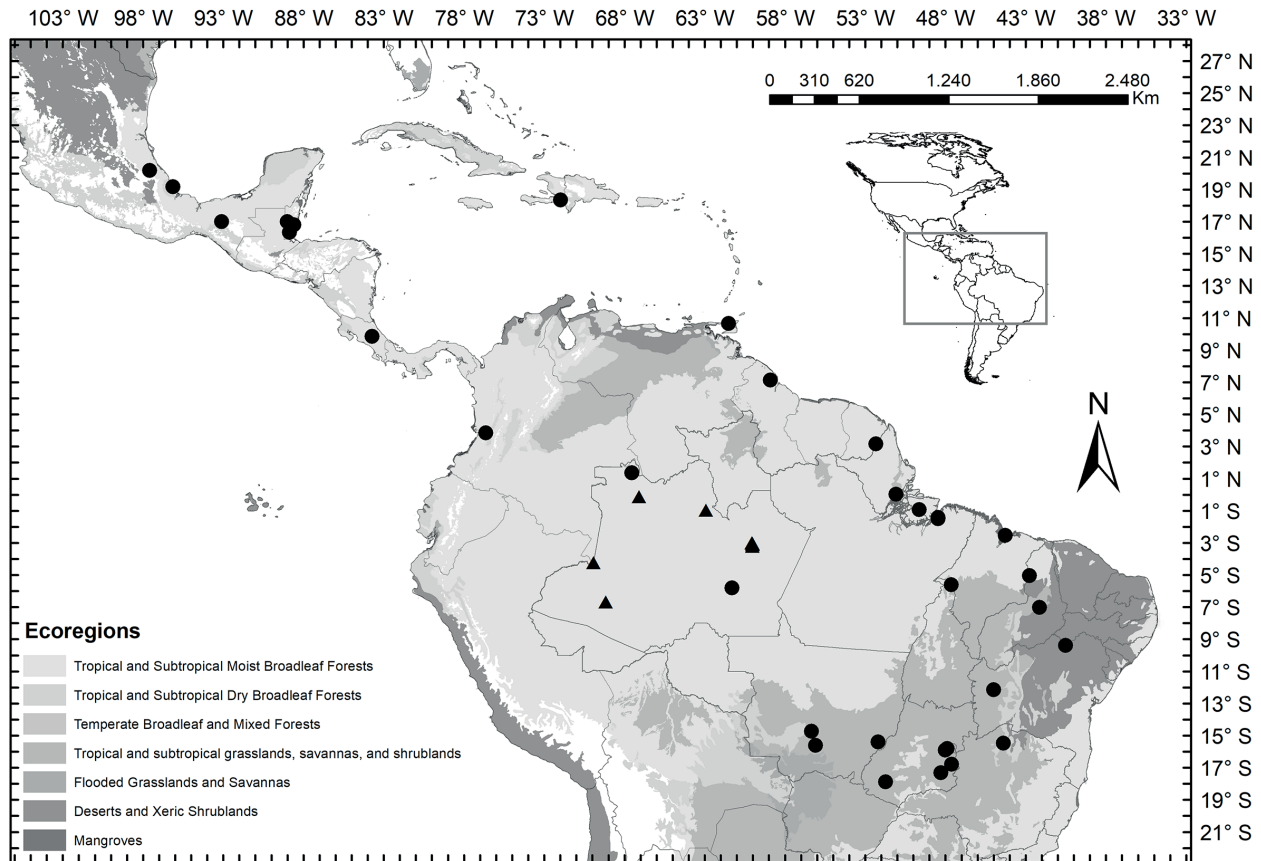 103° W 98° W 93° W 88° W 83° W 78° W 73° W 68° W 63° W 58° W 53° W 48° W 43° W 38° W 33° W
27° N
25° N
23° N
21° N
19° N
17° N
15° N
13° N
11° N
9° N
7° N
5° N
3° N
1° N
1° S
3° S
5° S
7° S
9° S
11° S
13° S
15° S
17° S
19° S
21° S
0 310 620 1.240 1.860 2.480
Km
N
Ecoregions
Tropical and Subtropical Moist Broadleaf Forests
Tropical and Subtropical Dry Broadleaf Forests
Temperate Broadleaf and Mixed Forests
Tropical and subtropical grasslands, savannas, and shrublands
Flooded Grasslands and Savannas
Deserts and Xeric Shrublands
Mangroves